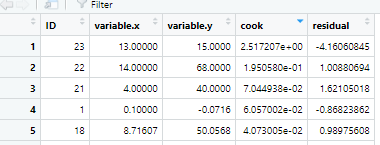 Filter
ID variable.x variable.y cook residual
1 23 13.00000 15.0000 2.517207e+00 -4.16060845
2 22 14.00000 68.0000 1.950580e-01 1.00880694
3 21 4.00000 40.0000 7.044938e-02 1.62105018
4 1 0.10000 -0.0716 6.057002e-02 -0.86823862
5 18 8.71607 50.0568 4.073005e-02 0.98975608